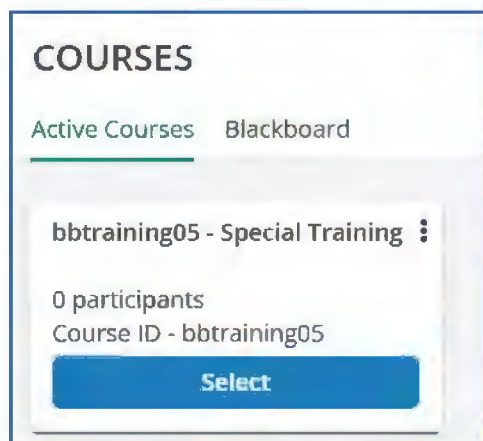 COURSES
Active Courses Blackboard
bbtraining05 - Special Training
0 participants
Course ID - bbtraining05
Select